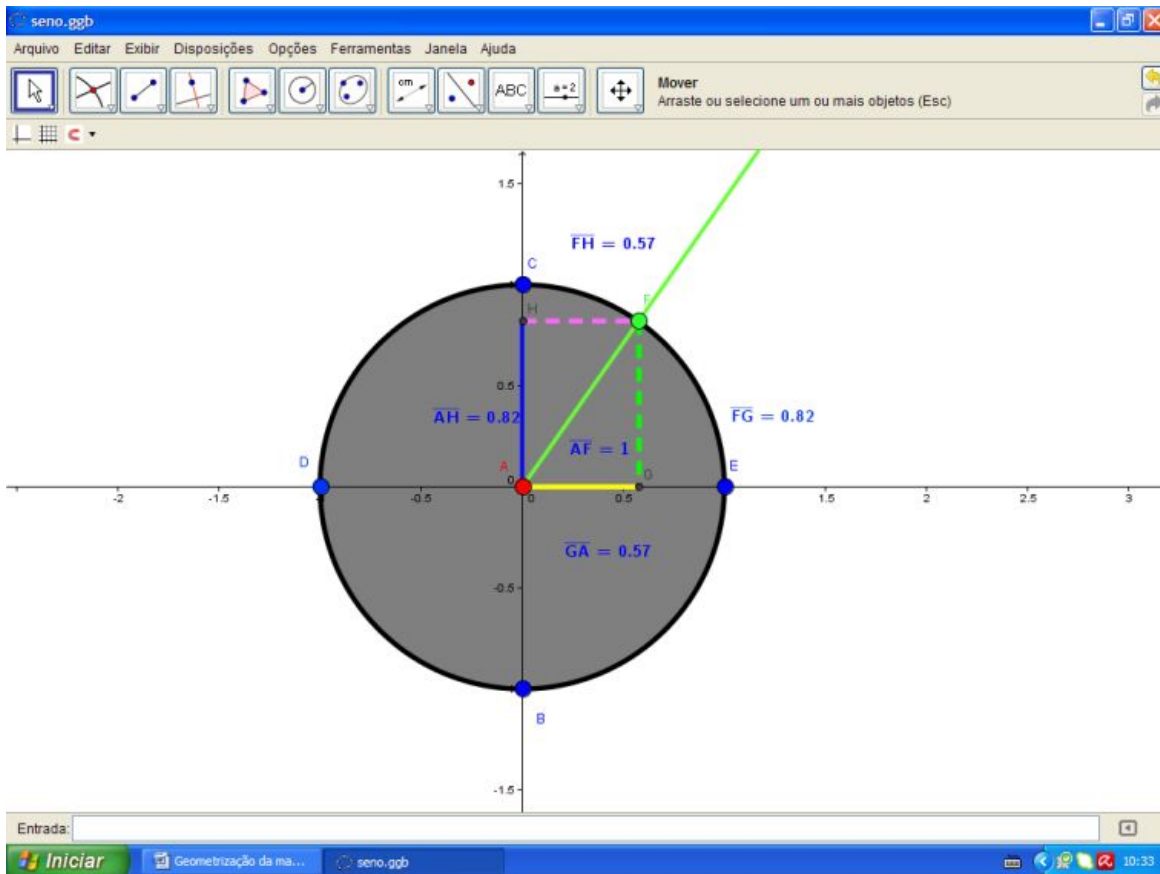 seno.ggb
Arquivo Editar Exibir Disposições Opções Ferramentas Janela Ajuda
cm
ABC
a=2
Mover
Arraste ou selecione um ou mais objetos (Esc)
1.5
FH = 0.57
C
F
H
0.5
AH = 0.82
FG = 0.82
AF = 1
D
A
E
0
G
-2
-1.5
-0.5
0
0.5
1.5
2
2.5
3
GA = 0.57
-0.5
B
-1.5
Entrada:
Iniciar
Geometrização da ma...
seno.ggb
10:33